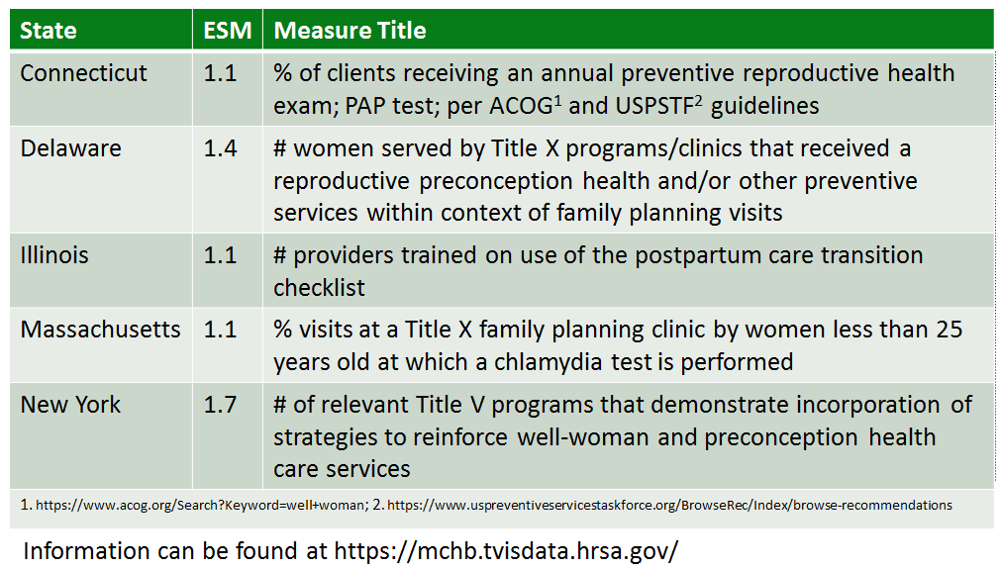 State ESM Measure Title
Connecticut 1.1 % of clients receiving an annual preventive reproductive health
exam; PAP test; per ACOG1 and USPSTF2 guidelines
Delaware 1.4 # women served by Title X programs/clinics that received a
reproductive preconception health and/or other preventive
services within context of family planning visits
Illinois 1.1 # providers trained on use of the postpartum care transition
checklist
Massachusetts 1.1 % visits at a Title X family planning clinic by women less than 25
years old at which a chlamydia test is performed
New York 1.7 # of relevant Title V programs that demonstrate incorporation of
strategies to reinforce well-woman and preconception health
care services
1. https://www.acog.org/Search?Keyword=well+woman; 2. https://www.uspreventiveservicestaskforce.org/BrowseRec/Index/browse-recommendations
Information can be found at https://mchb.tvisdata.hrsa.gov/